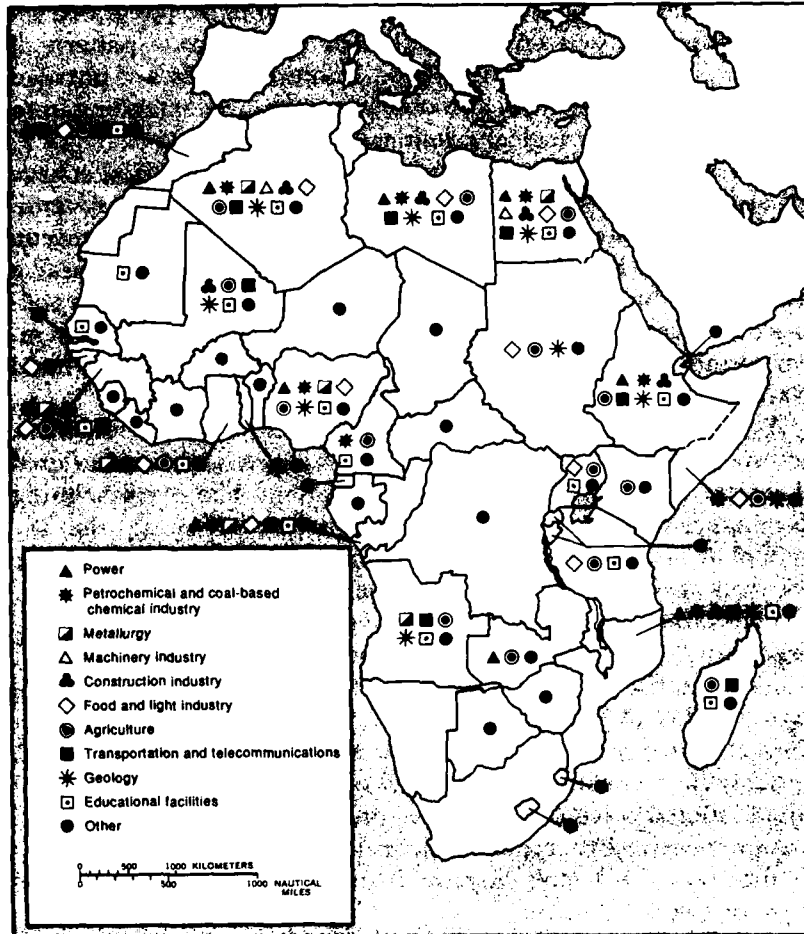 Power
Petrochemical and coal-based
chemical industry
Metallurgy
Machinery industry
Construction industry
Food and light industry
Agriculture
Transportation and telecommunications
Geology
Educational facilities
Other
0 500 1000 KILOMETERS
0 500 1000 NAUTICAL
MILES